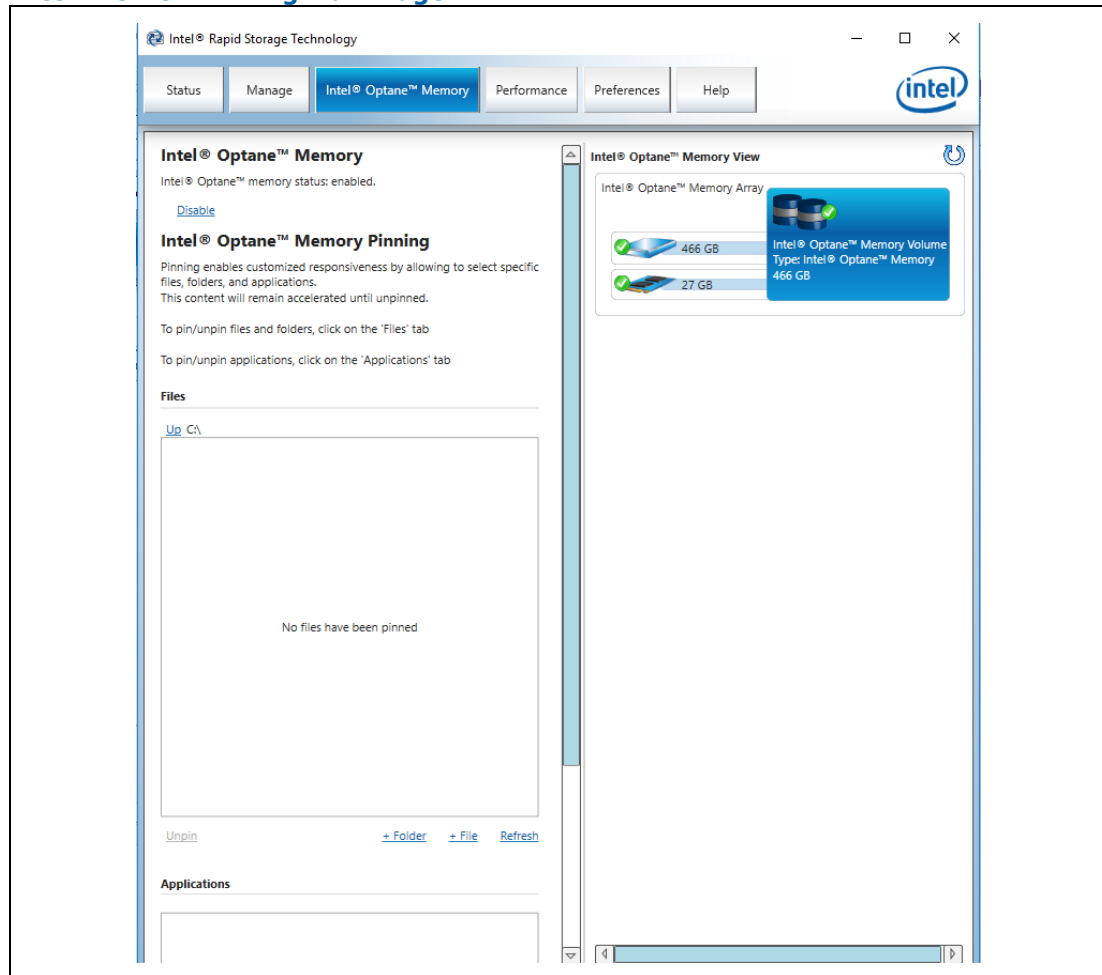 Intel® Rapid Storage Technology
Status
Manage
Intel® Optane™ Memory
Performance
Preferences
Help
intel
Intel® Optane™ Memory
Intel® Optane™ memory status: enabled.
Disable
Intel® Optane™ Memory Pinning
Pinning enables customized responsiveness by allowing to select specific
files, folders, and applications.
This content will remain accelerated until unpinned.
To pin/unpin files and folders, click on the 'Files' tab
To pin/unpin applications, click on the 'Applications' tab
Files
Up C:\
No files have been pinned
Unpin
+ Folder
+ File
Refresh
Applications
Intel® Optane™ Memory View
Intel® Optane™ Memory Array
466 GB
27 GB
Intel® Optane™ Memory Volume
Type: Intel® Optane™ Memory
466 GB